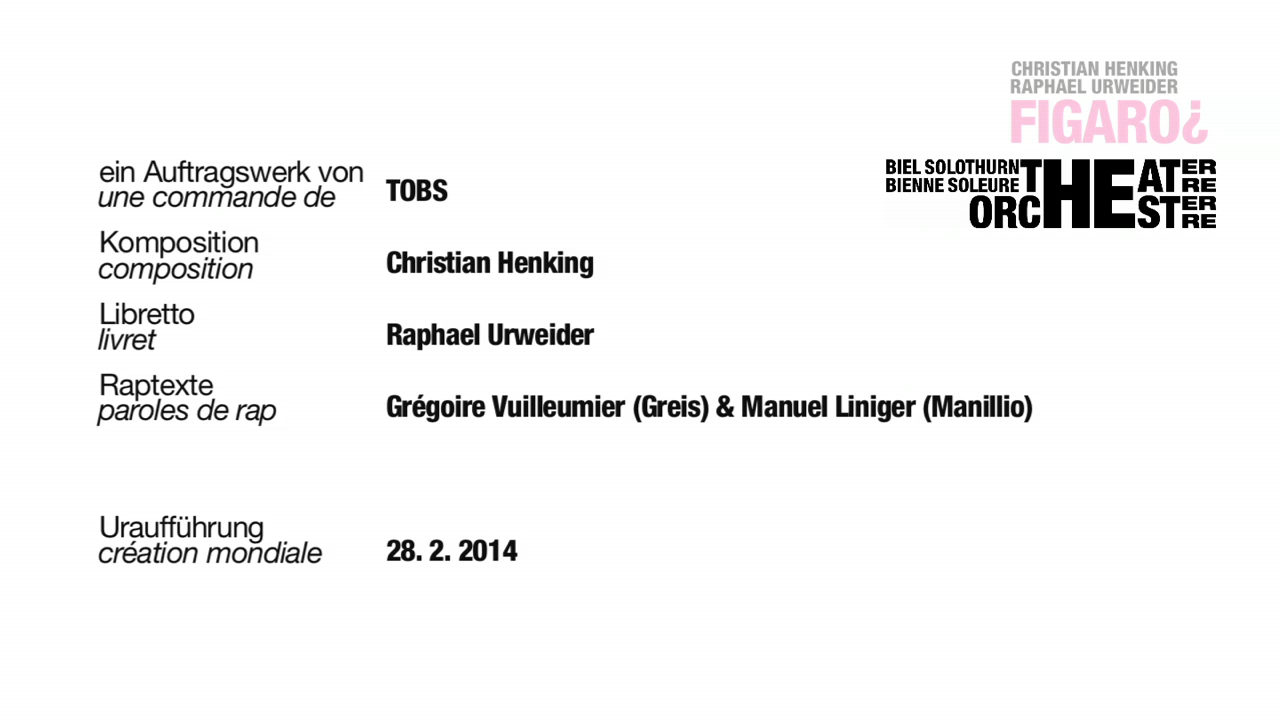 CHRISTIAN HENKING
RAPHAEL URWEIDER
FIGARO¿
BIEL SOLOTHURN
BIENNE SOLEURE
THEATER
THEATRE
ORCHESTER
ORCHESTRE
ein Auftragswerk von
une commande de
TOBS
Komposition
composition
Christian Henking
Libretto
livret
Raphael Urweider
Raptexte
paroles de rap
Grégoire Vuilleumier (Greis) & Manuel Liniger (Manillio)
Uraufführung
création mondiale
28. 2. 2014